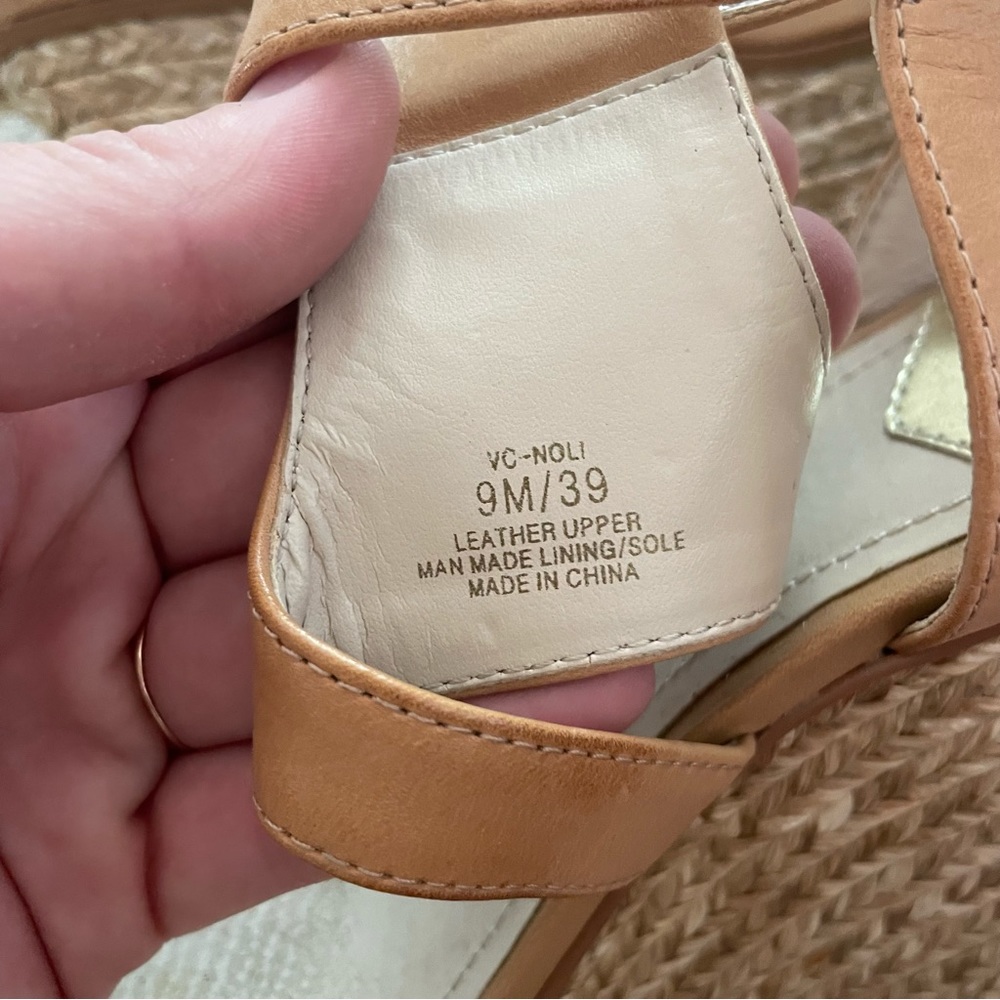 VC-NOLI
9M/39
LEATHER UPPER
MAN MADE LINING/SOLE
MADE IN CHINA